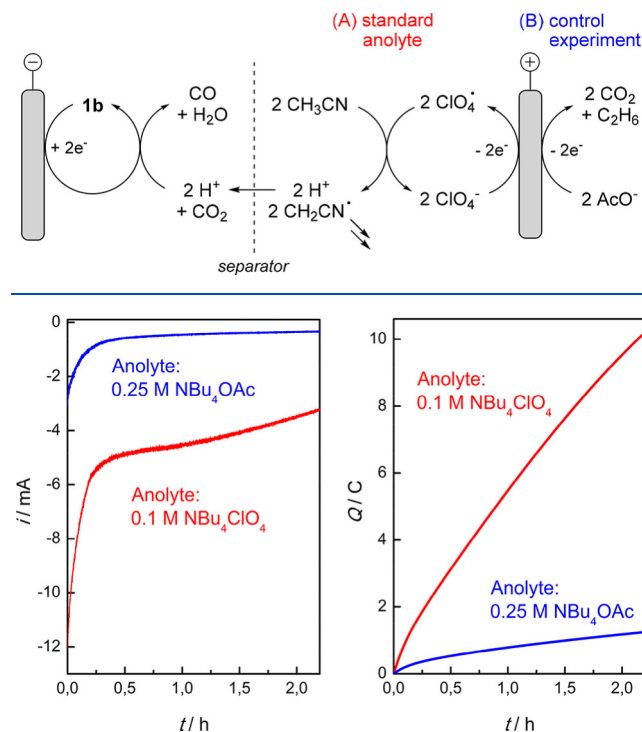 (A) standard
anolyte
(B) control
experiment
−
+
1b
CO
+ H₂O
2 CH₃CN
2 ClO₄•
2 CO₂
+ C₂H₆
+ 2e⁻
- 2e⁻
- 2e⁻
2 H⁺
+ CO₂
2 H⁺
2 CH₂CN•
2 ClO₄⁻
2 AcO⁻
separator
0
-2
-4
-6
-8
-10
-12
i / mA
Anolyte:
0.25 M NBu₄OAc
Anolyte:
0.1 M NBu₄ClO₄
0,0 0,5 1,0 1,5 2,0
t / h
10
8
6
4
2
0
Q / C
Anolyte:
0.1 M NBu₄ClO₄
Anolyte:
0.25 M NBu₄OAc
0,0 0,5 1,0 1,5 2,0
t / h